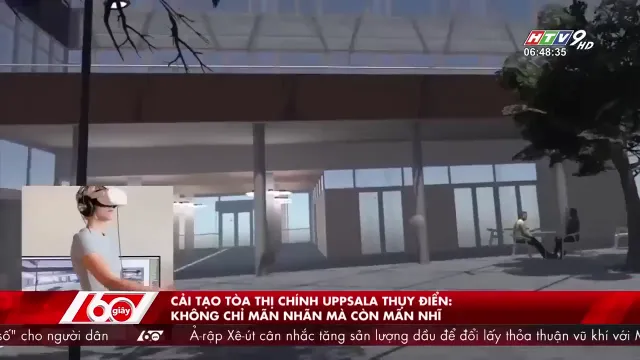 HTV9 HD
06:48:35
60 giây
CẢI TẠO TÒA THỊ CHÍNH UPPSALA THỤY ĐIỂN:
KHÔNG CHỈ MÃN NHÃN MÀ CÒN MÃN NHĨ
số" cho người dân Ả-rập Xê-út cân nhắc tăng sản lượng dầu để đổi lấy thỏa thuận vũ khí với M